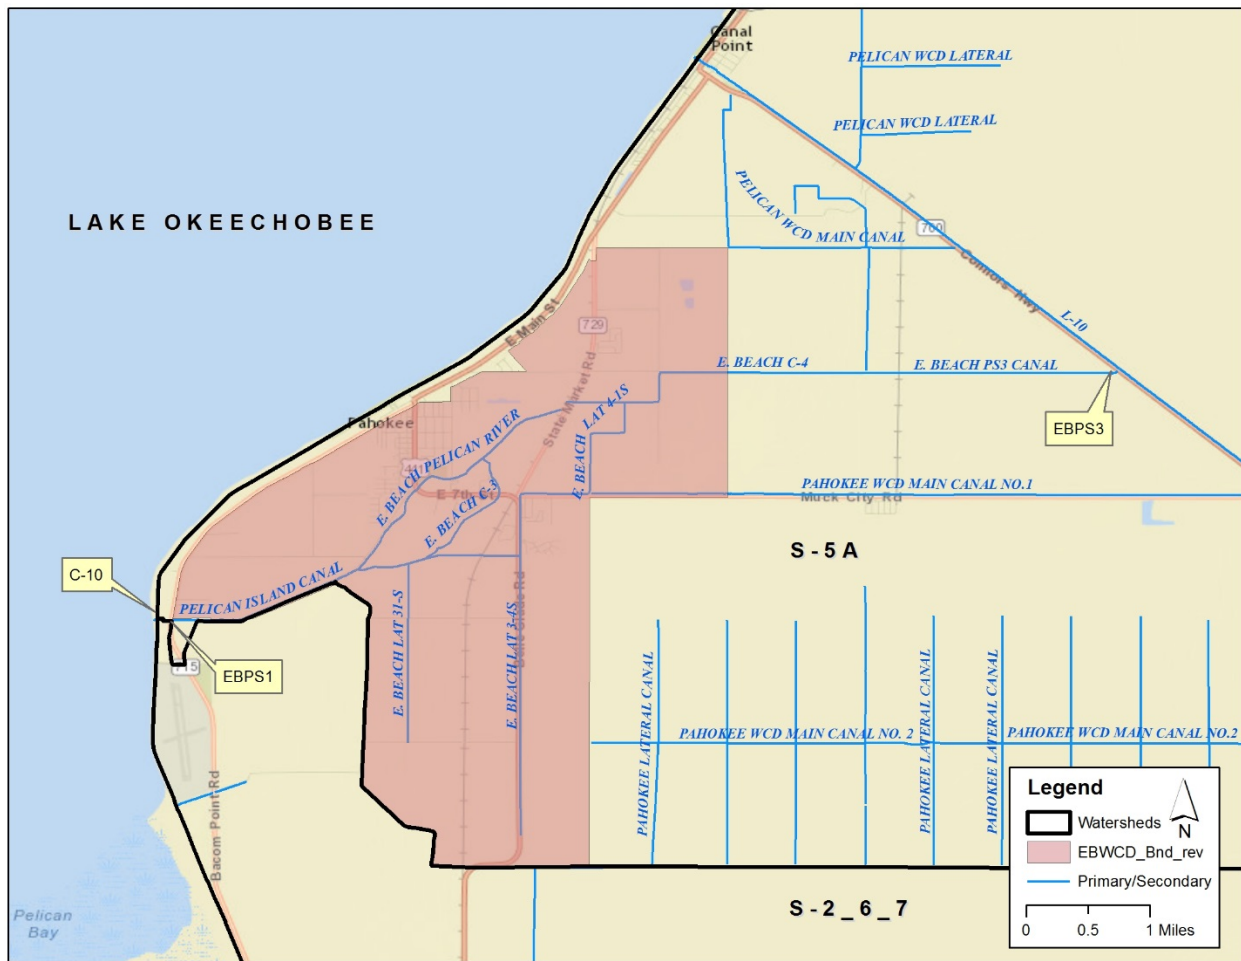 Canal
Point
PELICAN WCD LATERAL
PELICAN WCD LATERAL
LAKE OKEECHOBEE
PELICAN WCD MAIN CANAL
700
Connors Hwy
L-10
E Main St
729
State Market Rd
E. BEACH C-4
E. BEACH PS3 CANAL
EBPS3
Pahokee
E. BEACH PELICAN RIVER
E. BEACH LAT 4-1S
441
E 7th St
E. BEACH C-3
PAHOKEE WCD MAIN CANAL NO.1
Muck City Rd
S-5A
C-10
PELICAN ISLAND CANAL
EBPS1
715
E. BEACH LAT 31-S
E. BEACH LAT 3-4S
Belle Glade Rd
PAHOKEE LATERAL CANAL
PAHOKEE LATERAL CANAL
PAHOKEE LATERAL CANAL
PAHOKEE WCD MAIN CANAL NO. 2
PAHOKEE WCD MAIN CANAL NO.2
Bacom Point Rd
Pelican
Bay
S-2_6_7
Legend
Watersheds
EBWCD_Bnd_rev
Primary/Secondary
N
0 0.5 1 Miles